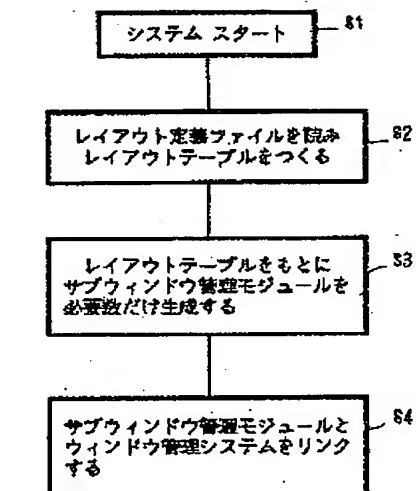 システム スタート
S1
レイアウト定義ファイルを読み
レイアウトテーブルをつくる
S2
レイアウトテーブルをもとに
サブウィンドウ管理モジュールを
必要数だけ生成する
S3
サブウィンドウ管理モジュールと
ウィンドウ管理システムをリンク
する
S4